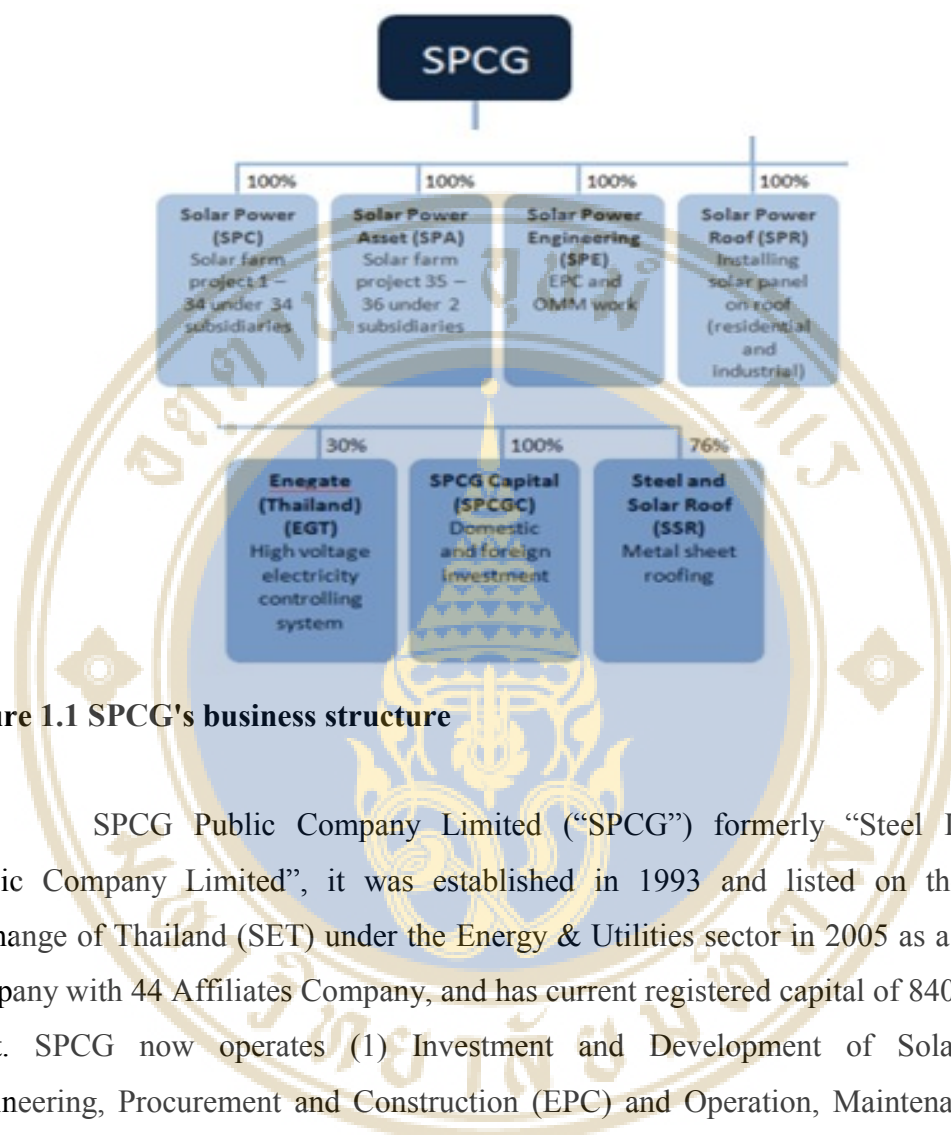 SPCG
100% 100% 100% 100%
Solar Power
(SPC)
Solar farm
project 1 –
34 under 34
subsidiaries
Solar Power
Asset (SPA)
Solar farm
project 35 –
36 under 2
subsidiaries
Solar Power
Engineering
(SPE)
EPC and
OMM work
Solar Power
Roof (SPR)
Installing
solar panel
on roof
(residential
and
industrial)
30% 100% 76%
Enegate
(Thailand)
(EGT)
High voltage
electricity
controlling
system
SPCG Capital
(SPCGC)
Domestic
and foreign
investment
Steel and
Solar Roof
(SSR)
Metal sheet
roofing
ure 1.1 SPCG's business structure
SPCG Public Company Limited (“SPCG”) formerly “Steel
ic Company Limited”, it was established in 1993 and listed on th
hange of Thailand (SET) under the Energy & Utilities sector in 2005 as a
pany with 44 Affiliates Company, and has current registered capital of 840
t. SPCG now operates (1) Investment and Development of Sola
ineering, Procurement and Construction (EPC) and Operation, Maintena